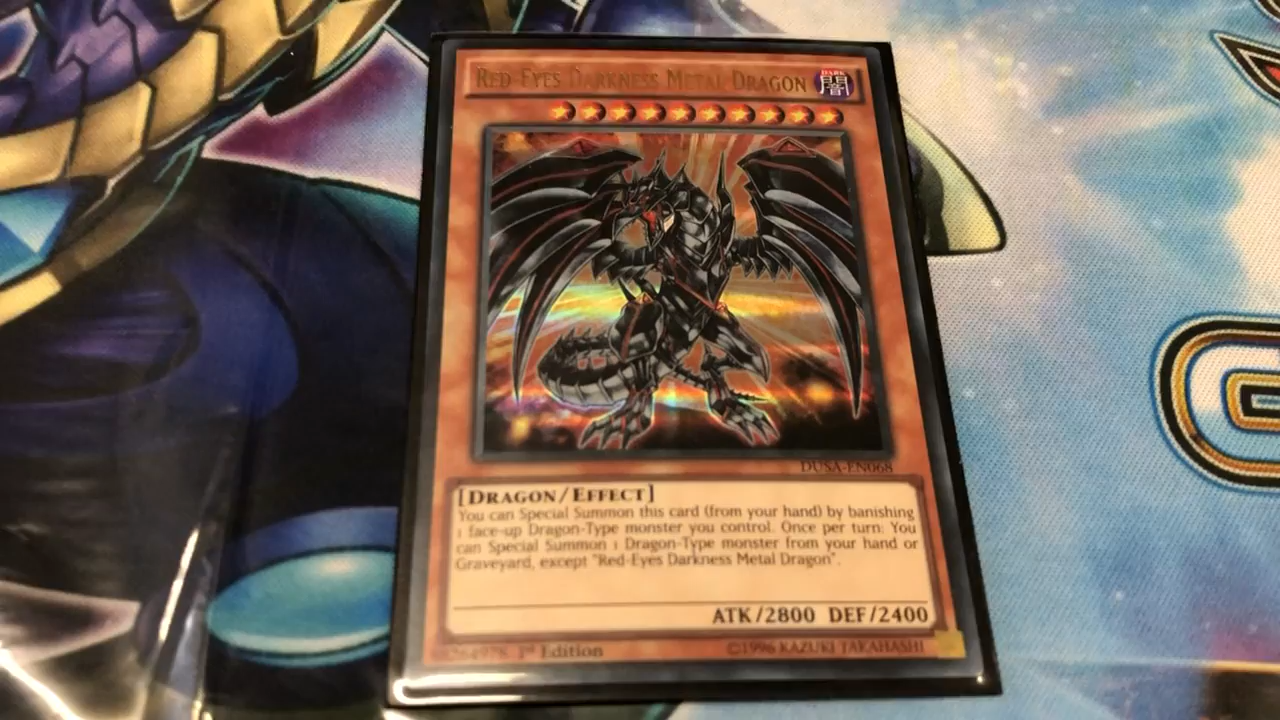 Red-Eyes Darkness Metal Dragon
DARK
闇
DUSA-EN068
[Dragon/Effect]
You can Special Summon this card (from your hand) by banishing
1 face-up Dragon-Type monster you control. Once per turn: You
can Special Summon 1 Dragon-Type monster from your hand or
Graveyard, except "Red-Eyes Darkness Metal Dragon".
ATK/2800 DEF/2400
1st Edition
©1996 KAZUKI TAKAHASHI